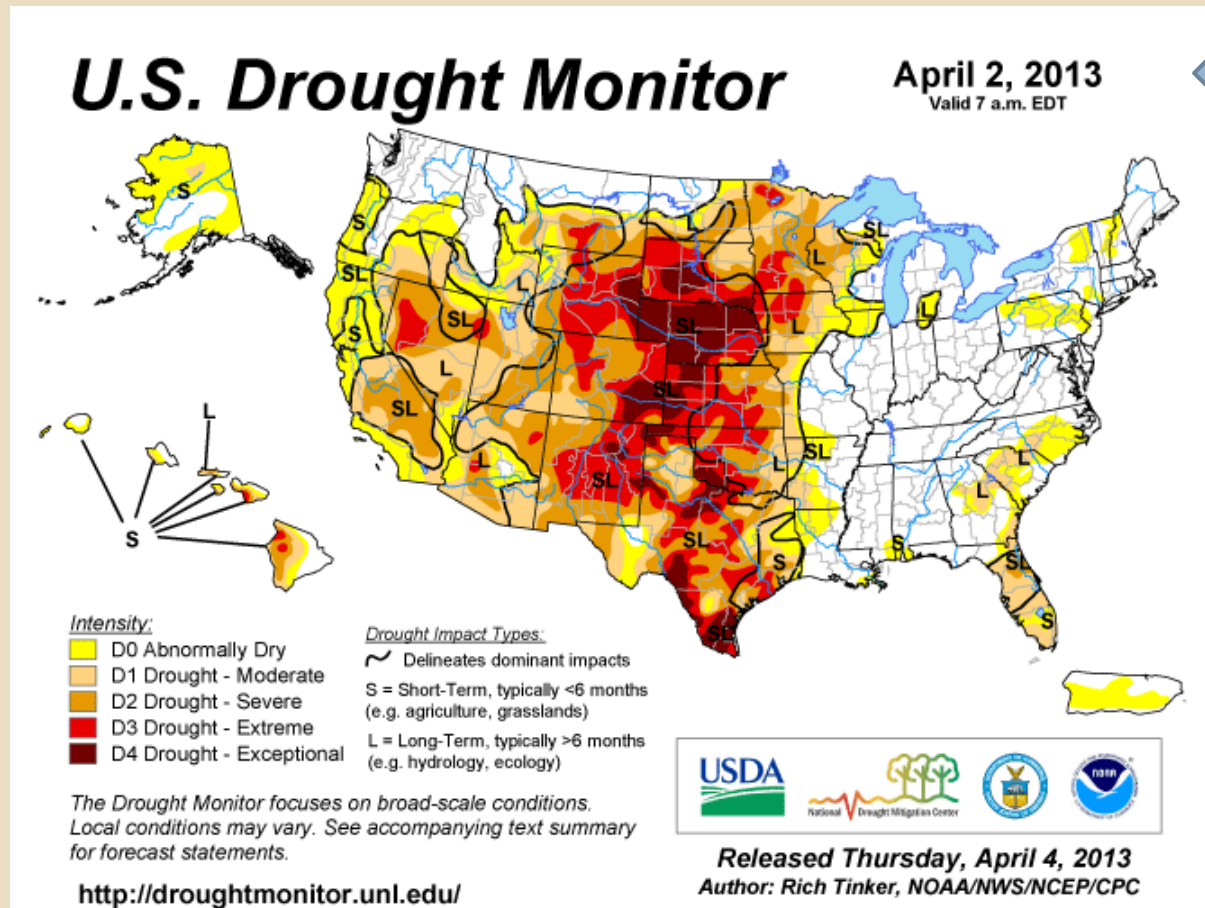 U.S. Drought Monitor
April 2, 2013
Valid 7 a.m. EDT
S
S
SL
S
SL
L
SL
L
L
L
SL
SL
SL
L
SL
L
L
SL
L
SL
L
S
SL
L
L
S
SL
S
SL
L
S
Intensity:
D0 Abnormally Dry
D1 Drought - Moderate
D2 Drought - Severe
D3 Drought - Extreme
D4 Drought - Exceptional
Drought Impact Types:
Delineates dominant impacts
S = Short-Term, typically <6 months
(e.g. agriculture, grasslands)
L = Long-Term, typically >6 months
(e.g. hydrology, ecology)
The Drought Monitor focuses on broad-scale conditions.
Local conditions may vary. See accompanying text summary
for forecast statements.
http://droughtmonitor.unl.edu/
USDA
National Drought Mitigation Center
noaa
Released Thursday, April 4, 2013
Author: Rich Tinker, NOAA/NWS/NCEP/CPC